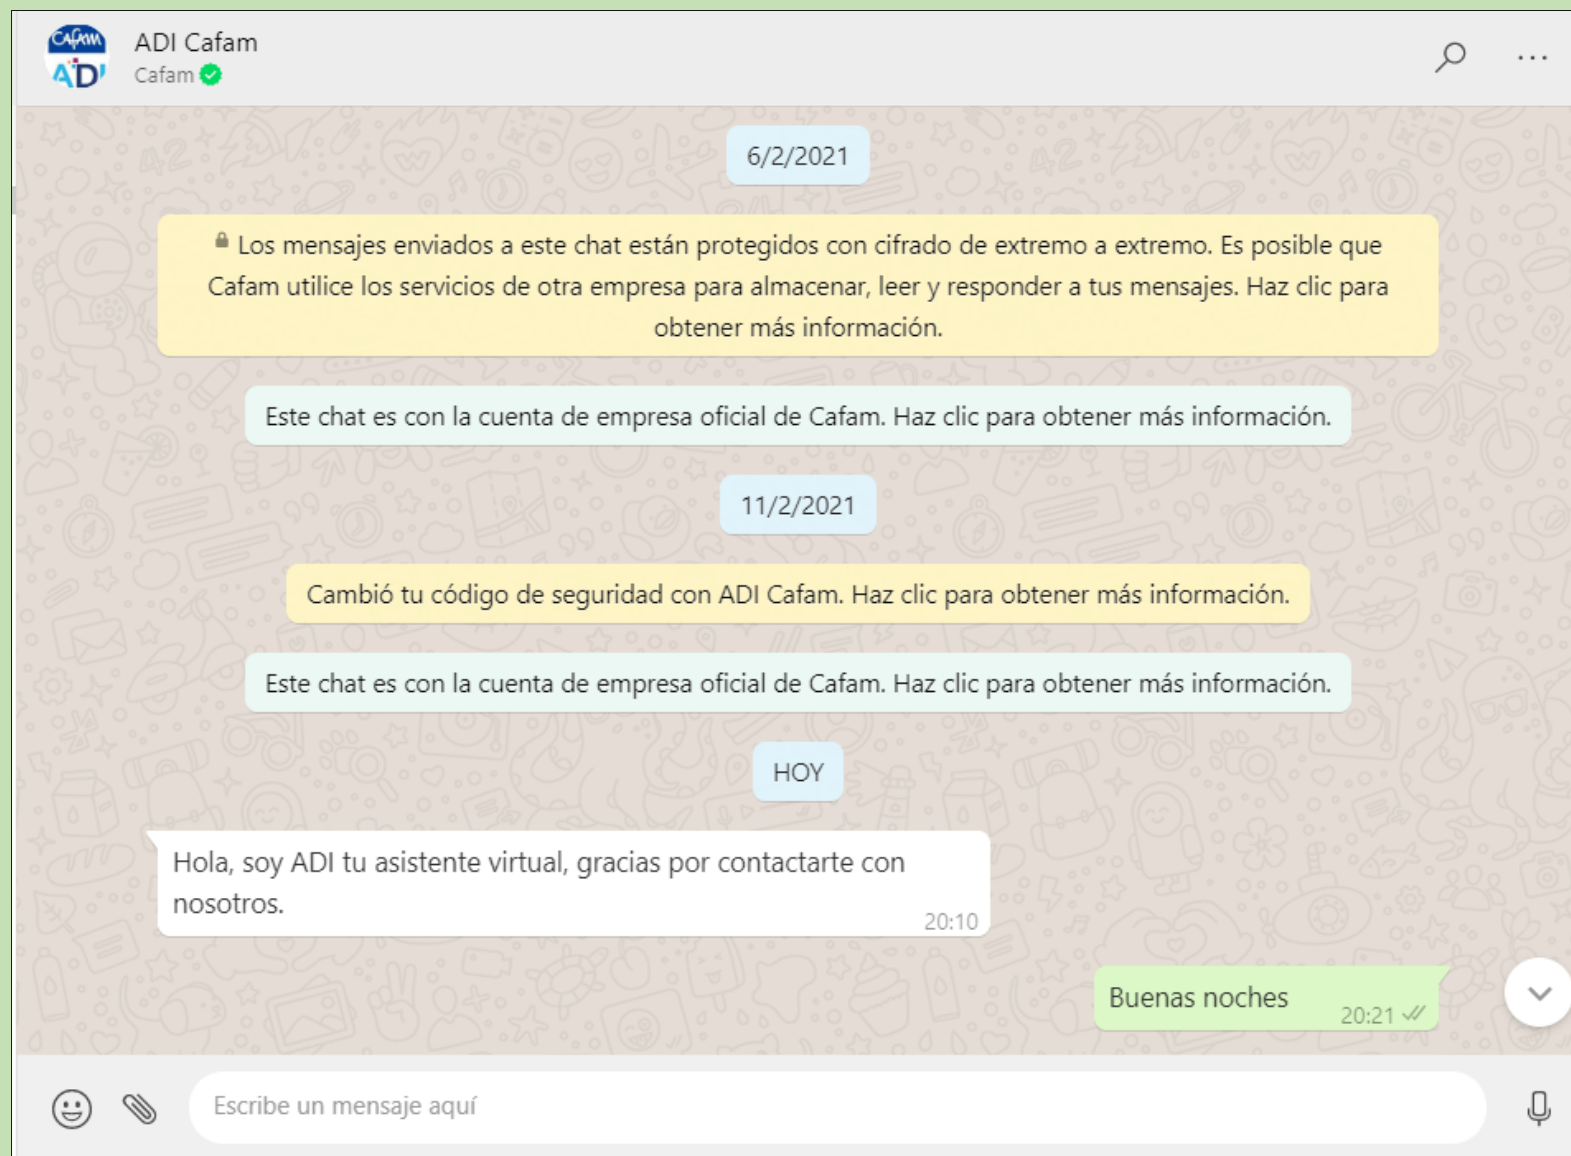 CAFAM
ADI
ADI Cafam
Cafam
6/2/2021
Los mensajes enviados a este chat están protegidos con cifrado de extremo a extremo. Es posible que
Cafam utilice los servicios de otra empresa para almacenar, leer y responder a tus mensajes. Haz clic para
obtener más información.
Este chat es con la cuenta de empresa oficial de Cafam. Haz clic para obtener más información.
11/2/2021
Cambió tu código de seguridad con ADI Cafam. Haz clic para obtener más información.
Este chat es con la cuenta de empresa oficial de Cafam. Haz clic para obtener más información.
HOY
Hola, soy ADI tu asistente virtual, gracias por contactarte con
nosotros.
20:10
Buenas noches
20:21
Escribe un mensaje aquí